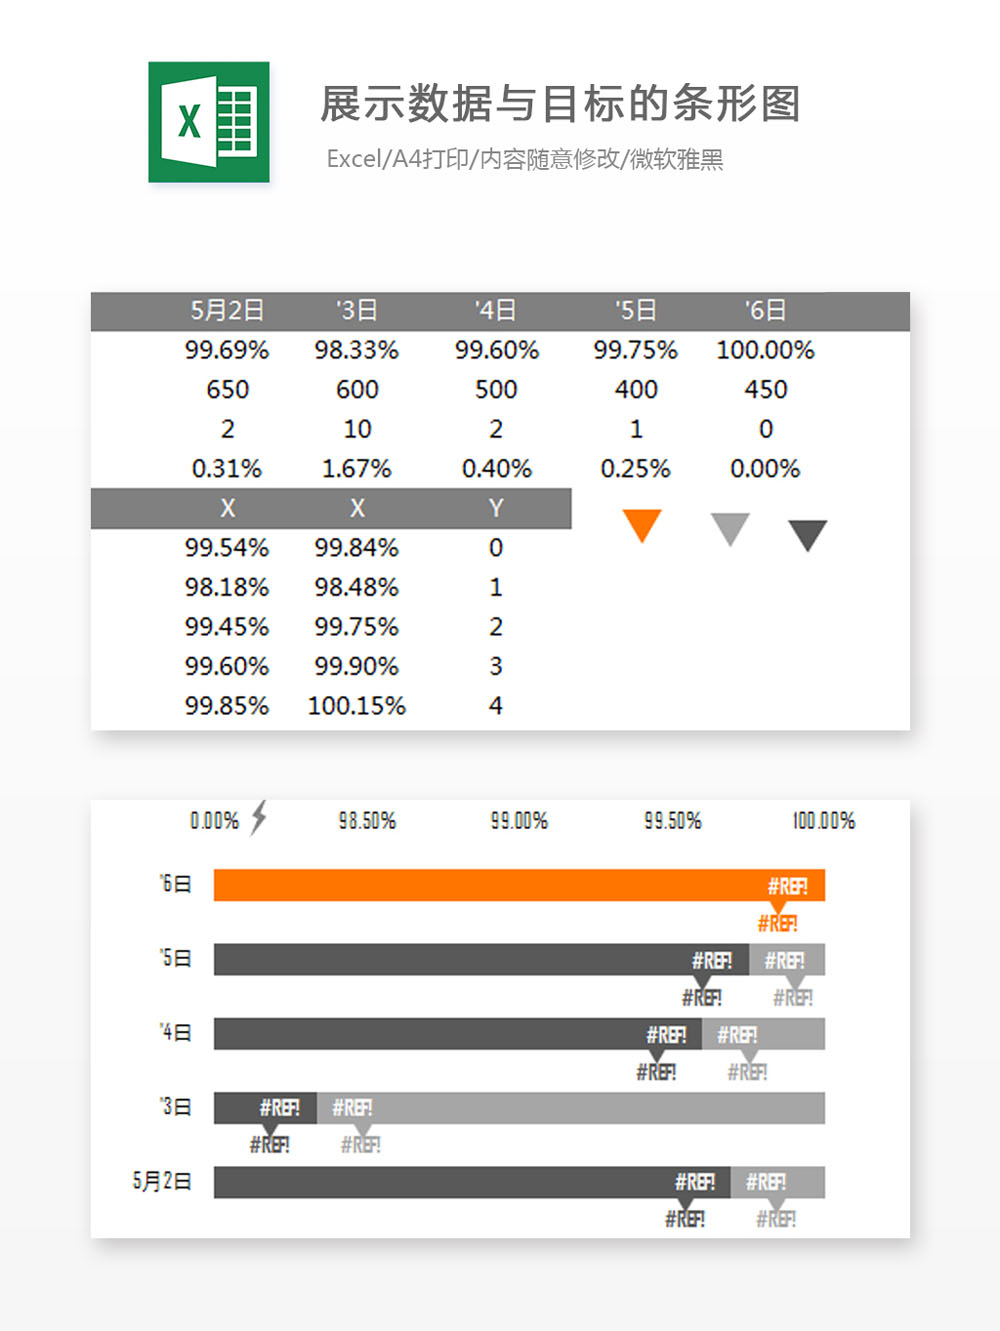 X
展示数据与目标的条形图
Excel/A4打印/内容随意修改/微软雅黑
5月2日 '3日 '4日 '5日 '6日
99.69% 98.33% 99.60% 99.75% 100.00%
650 600 500 400 450
2 10 2 1 0
0.31% 1.67% 0.40% 0.25% 0.00%
X X Y
99.54% 99.84% 0
98.18% 98.48% 1
99.45% 99.75% 2
99.60% 99.90% 3
99.85% 100.15% 4
0.00% 98.50% 99.00% 99.50% 100.00%
'6日 #REF!
#REF!
'5日 #REF! #REF!
#REF! #REF!
'4日 #REF! #REF!
#REF! #REF!
'3日 #REF! #REF!
#REF! #REF!
5月2日 #REF! #REF!
#REF! #REF!